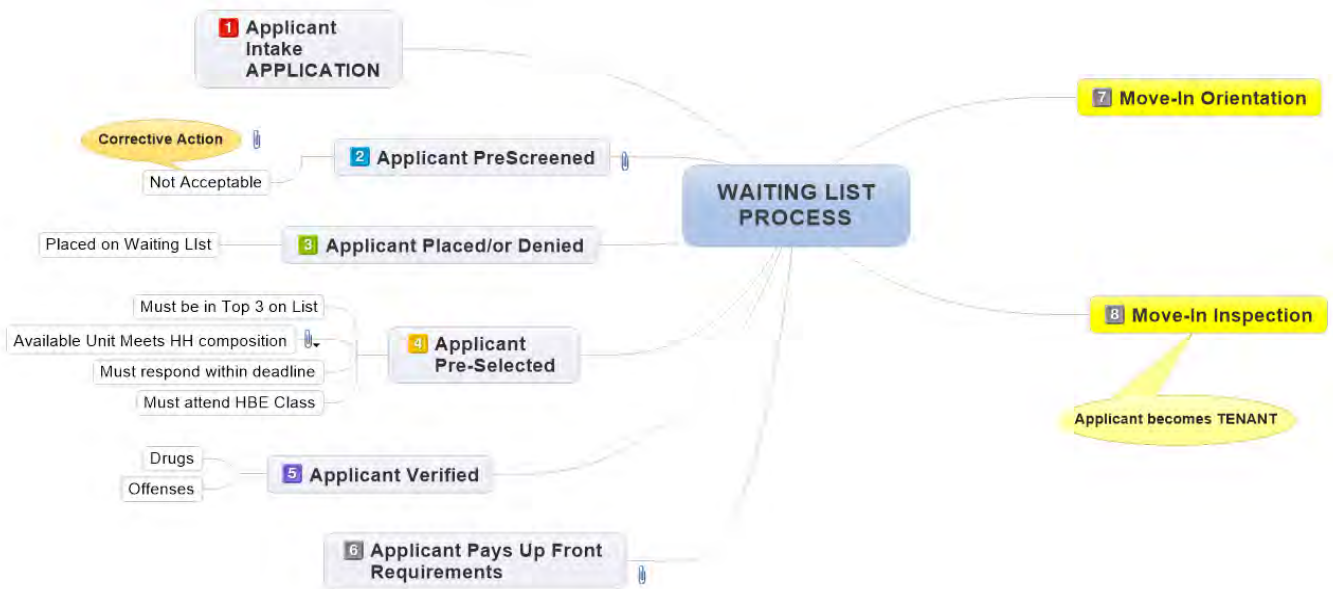 1 Applicant
Intake
APPLICATION
Corrective Action
2 Applicant PreScreened
Not Acceptable
Placed on Waiting LIst
3 Applicant Placed/or Denied
Must be in Top 3 on List
Available Unit Meets HH composition
Must respond within deadline
Must attend HBE Class
4 Applicant
Pre-Selected
Drugs
Offenses
5 Applicant Verified
6 Applicant Pays Up Front
Requirements
WAITING LIST
PROCESS
7 Move-In Orientation
8 Move-In Inspection
Applicant becomes TENANT